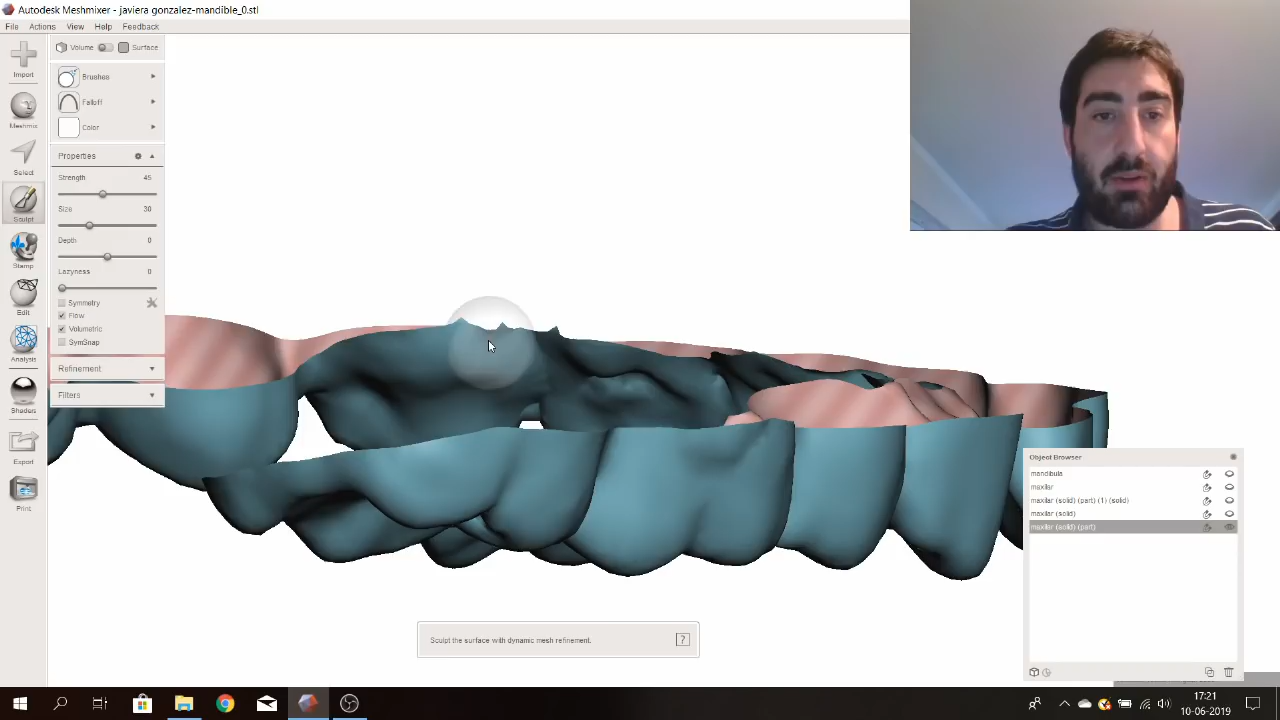 Autodesk Meshmixer - javiera gonzalez-mandible_0.stl
File Actions View Help Feedback
Import
Meshmix
Select
Sculpt
Stamp
Edit
Analysis
Shaders
Export
Print
Volume Surface
Brushes
Falloff
Color
Properties
Strength 45
Size 30
Depth 0
Lazyness 0
Symmetry
Flow
Volumetric
SymSnap
Refinement
Filters
Sculpt the surface with dynamic mesh refinement. ?
Object Browser
mandibula
maxilar
maxilar (solid) (part) (1) (solid)
maxilar (solid)
maxilar (solid) (part)
17:21
10-06-2019